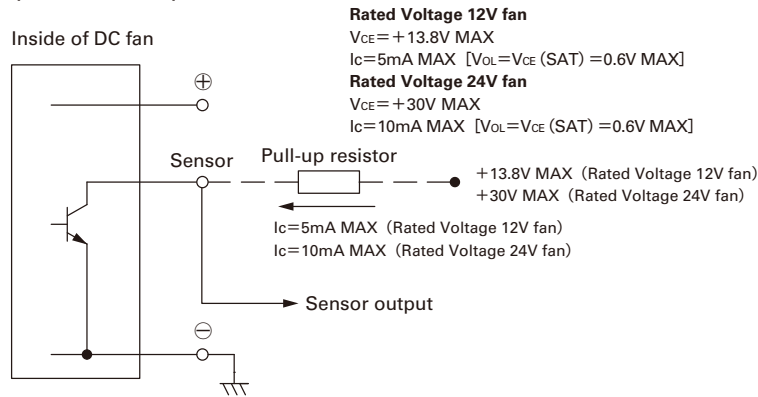 Rated Voltage 12V fan
VCE=+13.8V MAX
Ic=5mA MAX [VOL=VCE (SAT) =0.6V MAX]
Rated Voltage 24V fan
VCE=+30V MAX
Ic=10mA MAX [VOL=VCE (SAT) =0.6V MAX]
Inside of DC fan
⊕
Sensor
Pull-up resistor
+13.8V MAX (Rated Voltage 12V fan)
+30V MAX (Rated Voltage 24V fan)
Ic=5mA MAX (Rated Voltage 12V fan)
Ic=10mA MAX (Rated Voltage 24V fan)
Sensor output
⊖